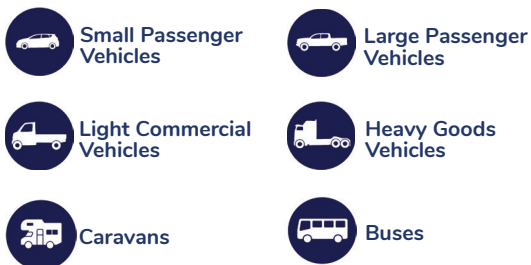 Small Passenger
Vehicles
Large Passenger
Vehicles
Light Commercial
Vehicles
Heavy Goods
Vehicles
Caravans
Buses